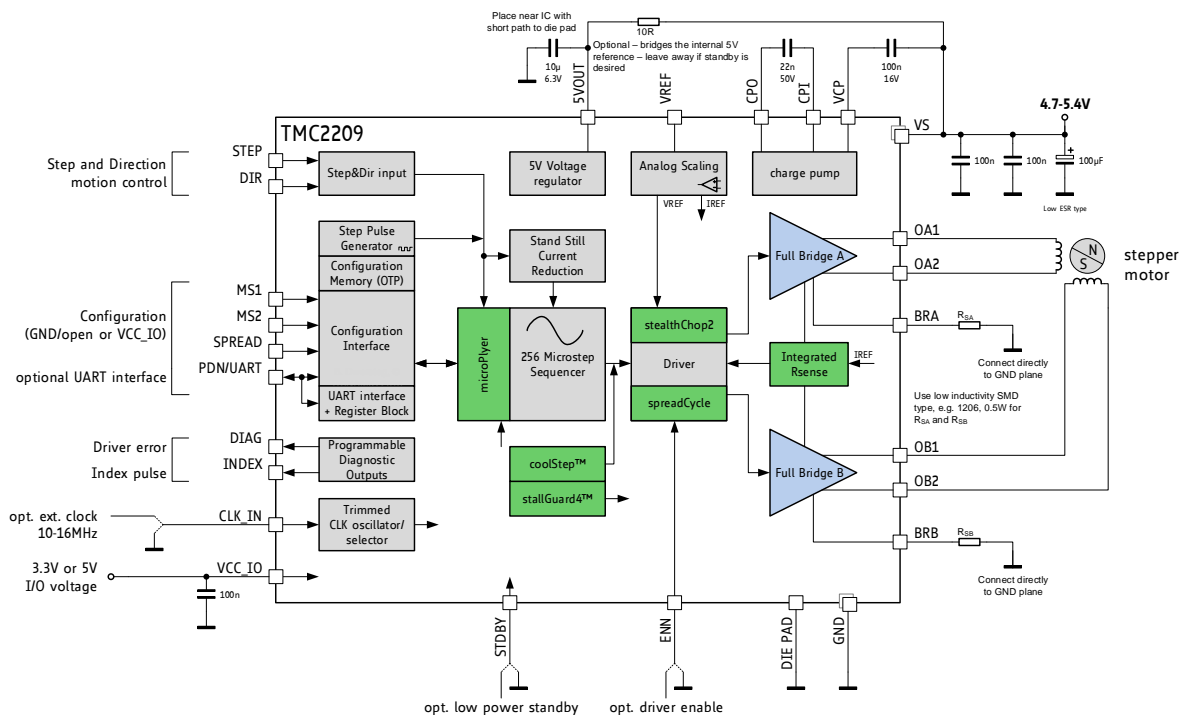 Place near IC with
short path to die pad
10R
Optional – bridges the internal 5V
reference – leave away if standby is
desired
10µ
6.3V
22n
50V
100n
16V
5VOUT
VREF
CPO
CPI
VCP
4.7-5.4V
VS
TMC2209
100n
100n
+
100µF
Low ESR type
Step and Direction
motion control
STEP
DIR
Step&Dir input
5V Voltage
regulator
Analog Scaling
VREF
IREF
charge pump
Step Pulse
Generator
Configuration
Memory (OTP)
Stand Still
Current
Reduction
Full Bridge A
OA1
OA2
N
S
stepper
motor
Configuration
(GND/open or VCC_IO)
optional UART interface
MS1
MS2
SPREAD
PDN/UART
Configuration
Interface
UART interface
+ Register Block
microPlyer
256 Microstep
Sequencer
stealthChop2
Driver
spreadCycle
Integrated
Rsense
IREF
BRA
RSA
Connect directly
to GND plane
Use low inductivity SMD
type, e.g. 1206, 0.5W for
RSA and RSB
Driver error
Index pulse
DIAG
INDEX
Programmable
Diagnostic
Outputs
coolStep™
stallGuard4™
Full Bridge B
OB1
OB2
opt. ext. clock
10-16MHz
CLK_IN
Trimmed
CLK oscillator/
selector
BRB
RSB
Connect directly
to GND plane
3.3V or 5V
I/O voltage
VCC_IO
100n
STDBY
ENN
DIE PAD
GND
opt. low power standby
opt. driver enable